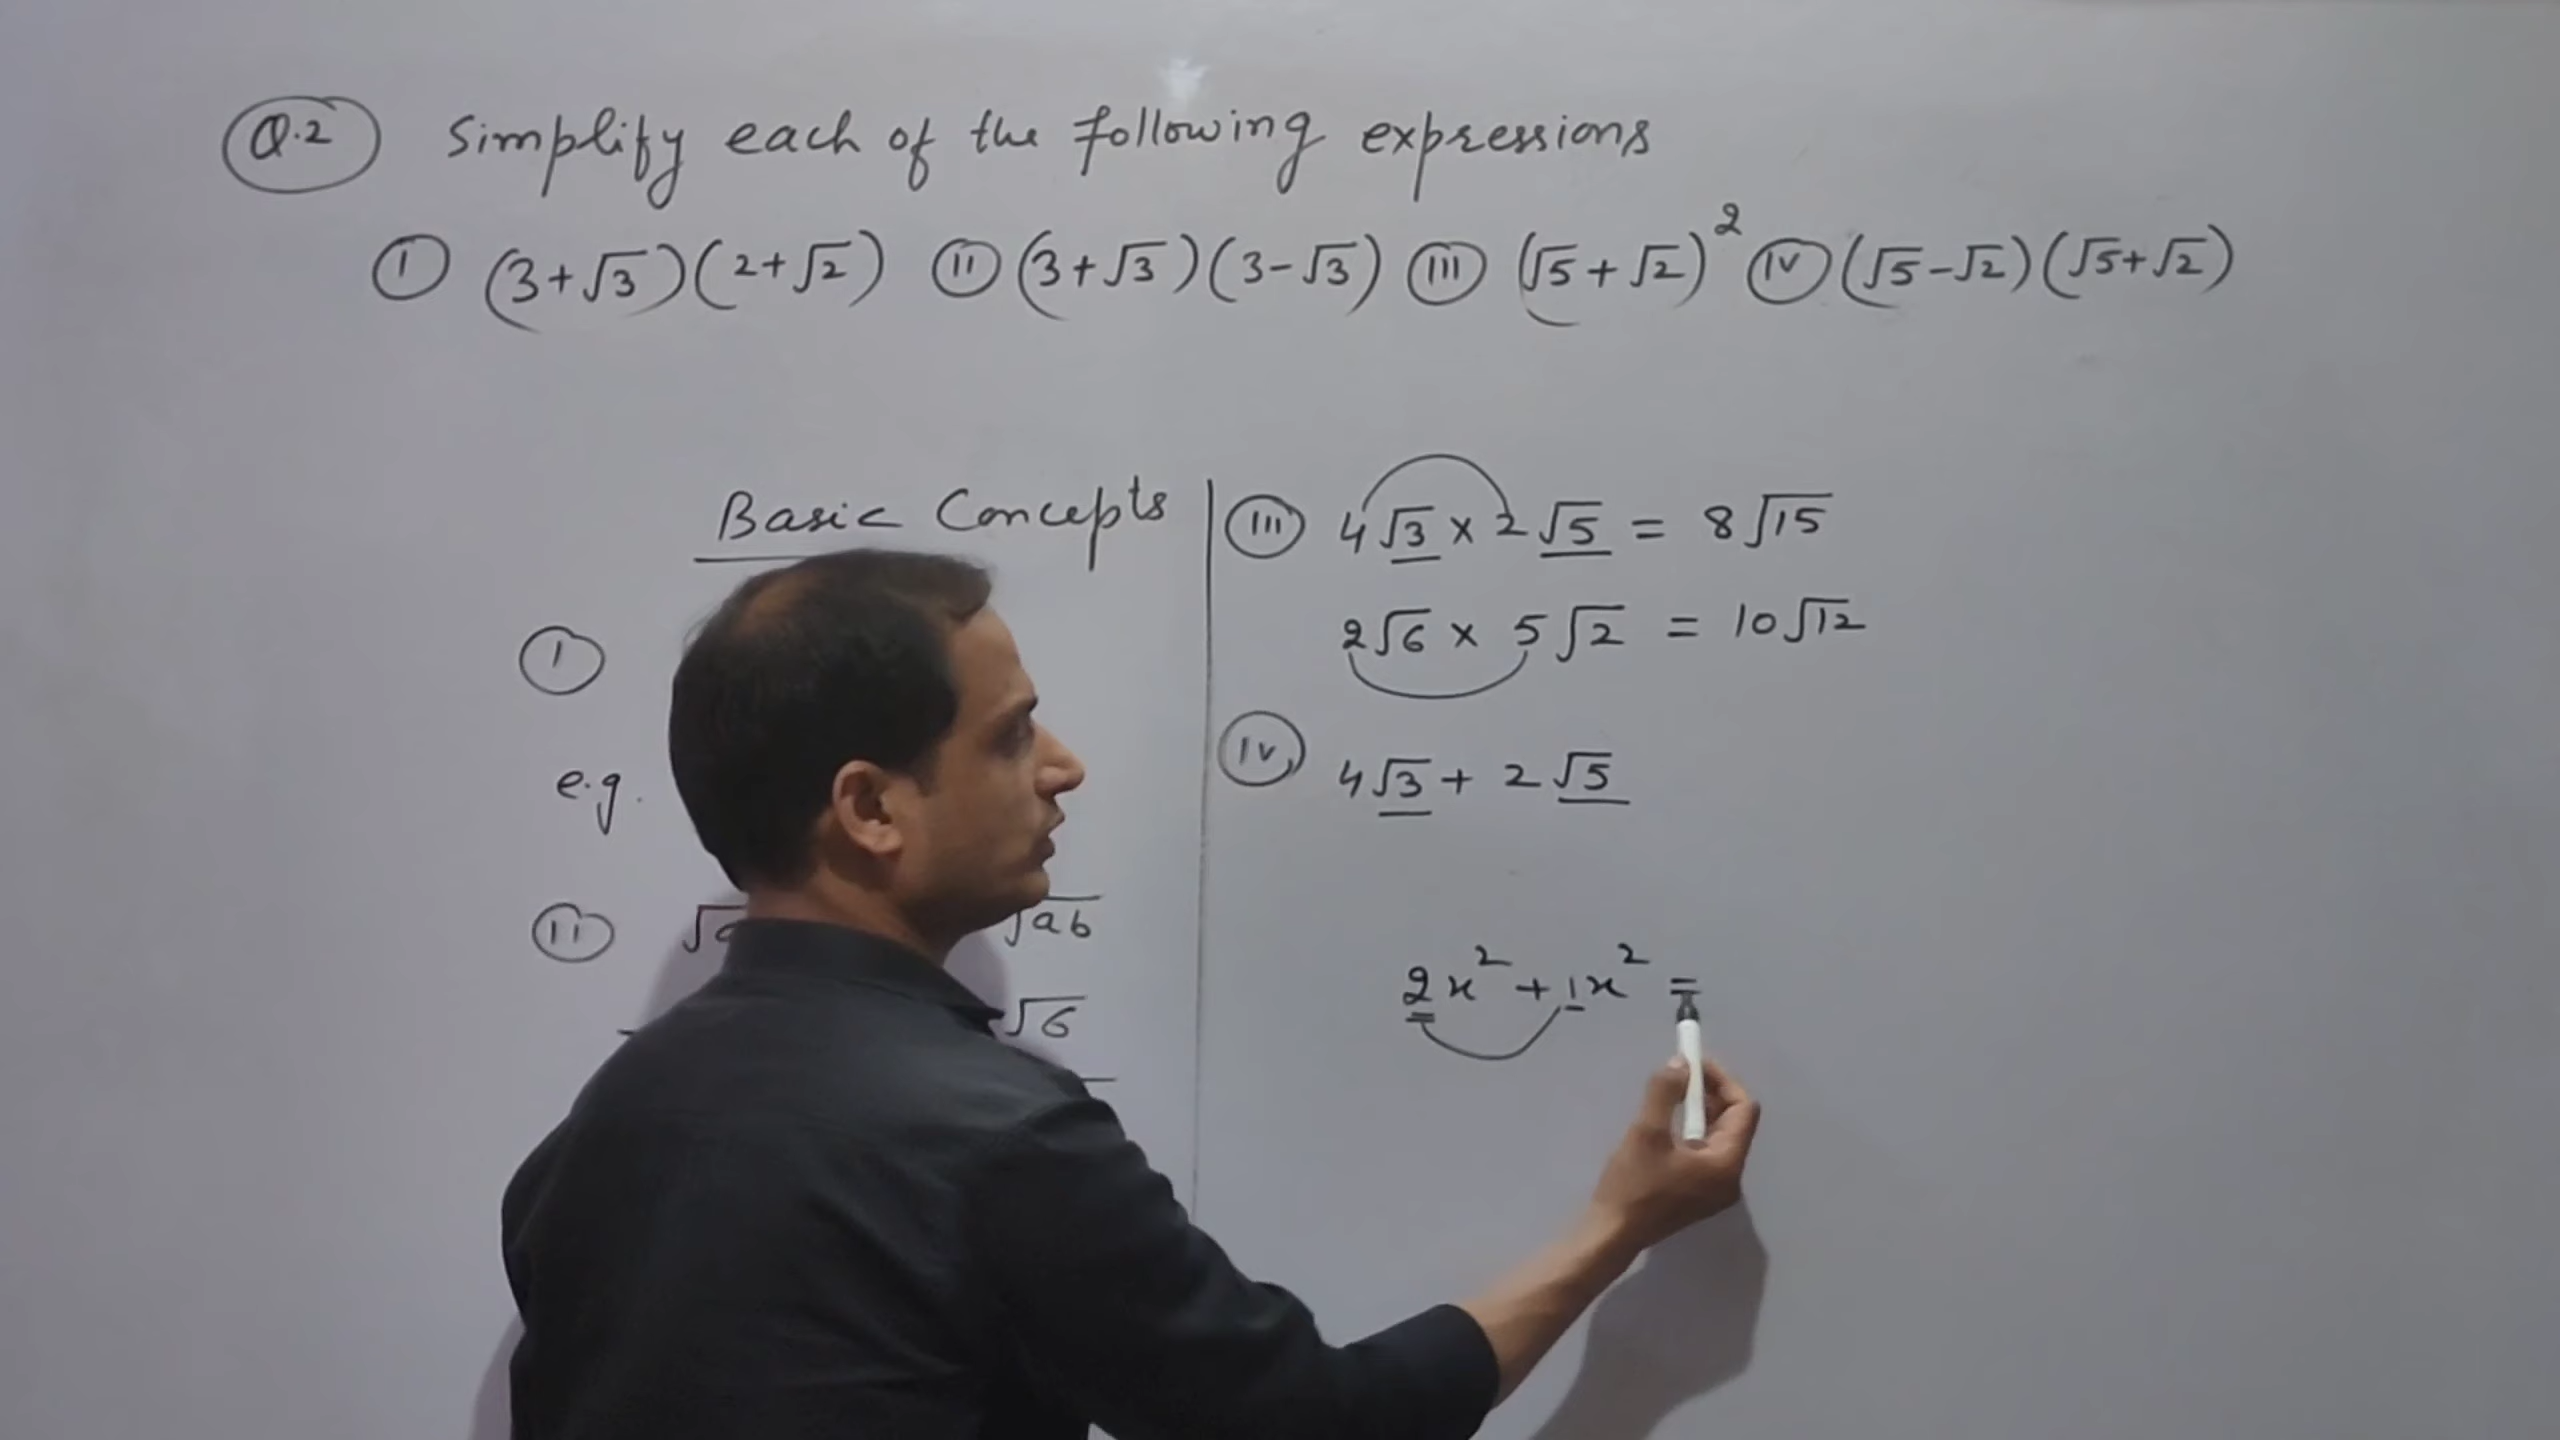 Q.2 Simplify each of the following expressions
(i) (3+√3)(2+√2) (ii) (3+√3)(3-√3) (iii) (√5+√2)² (iv) (√5-√2)(√5+√2)
Basic Concepts
(i)
e.g.
(ii) √ab
√6
(iii) 4√3 × 2√5 = 8√15
2√6 × 5√2 = 10√12
(iv) 4√3 + 2√5
2x² + 1x² =